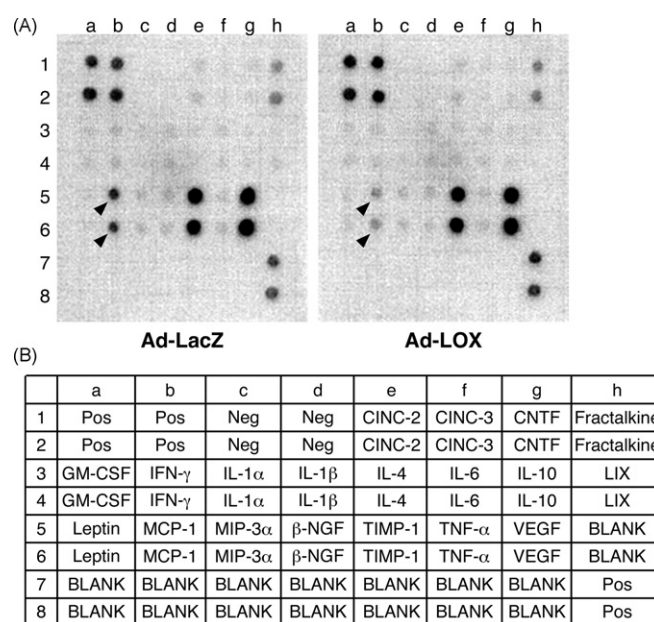 (A)
a b c d e f g h a b c d e f g h
1
2
3
4
5
6
7
8
Ad-LacZ Ad-LOX
(B)
a b c d e f g h
1 Pos Pos Neg Neg CINC-2 CINC-3 CNTF Fractalkine
2 Pos Pos Neg Neg CINC-2 CINC-3 CNTF Fractalkine
3 GM-CSF IFN-γ IL-1α IL-1β IL-4 IL-6 IL-10 LIX
4 GM-CSF IFN-γ IL-1α IL-1β IL-4 IL-6 IL-10 LIX
5 Leptin MCP-1 MIP-3α β-NGF TIMP-1 TNF-α VEGF BLANK
6 Leptin MCP-1 MIP-3α β-NGF TIMP-1 TNF-α VEGF BLANK
7 BLANK BLANK BLANK BLANK BLANK BLANK BLANK Pos
8 BLANK BLANK BLANK BLANK BLANK BLANK BLANK Pos